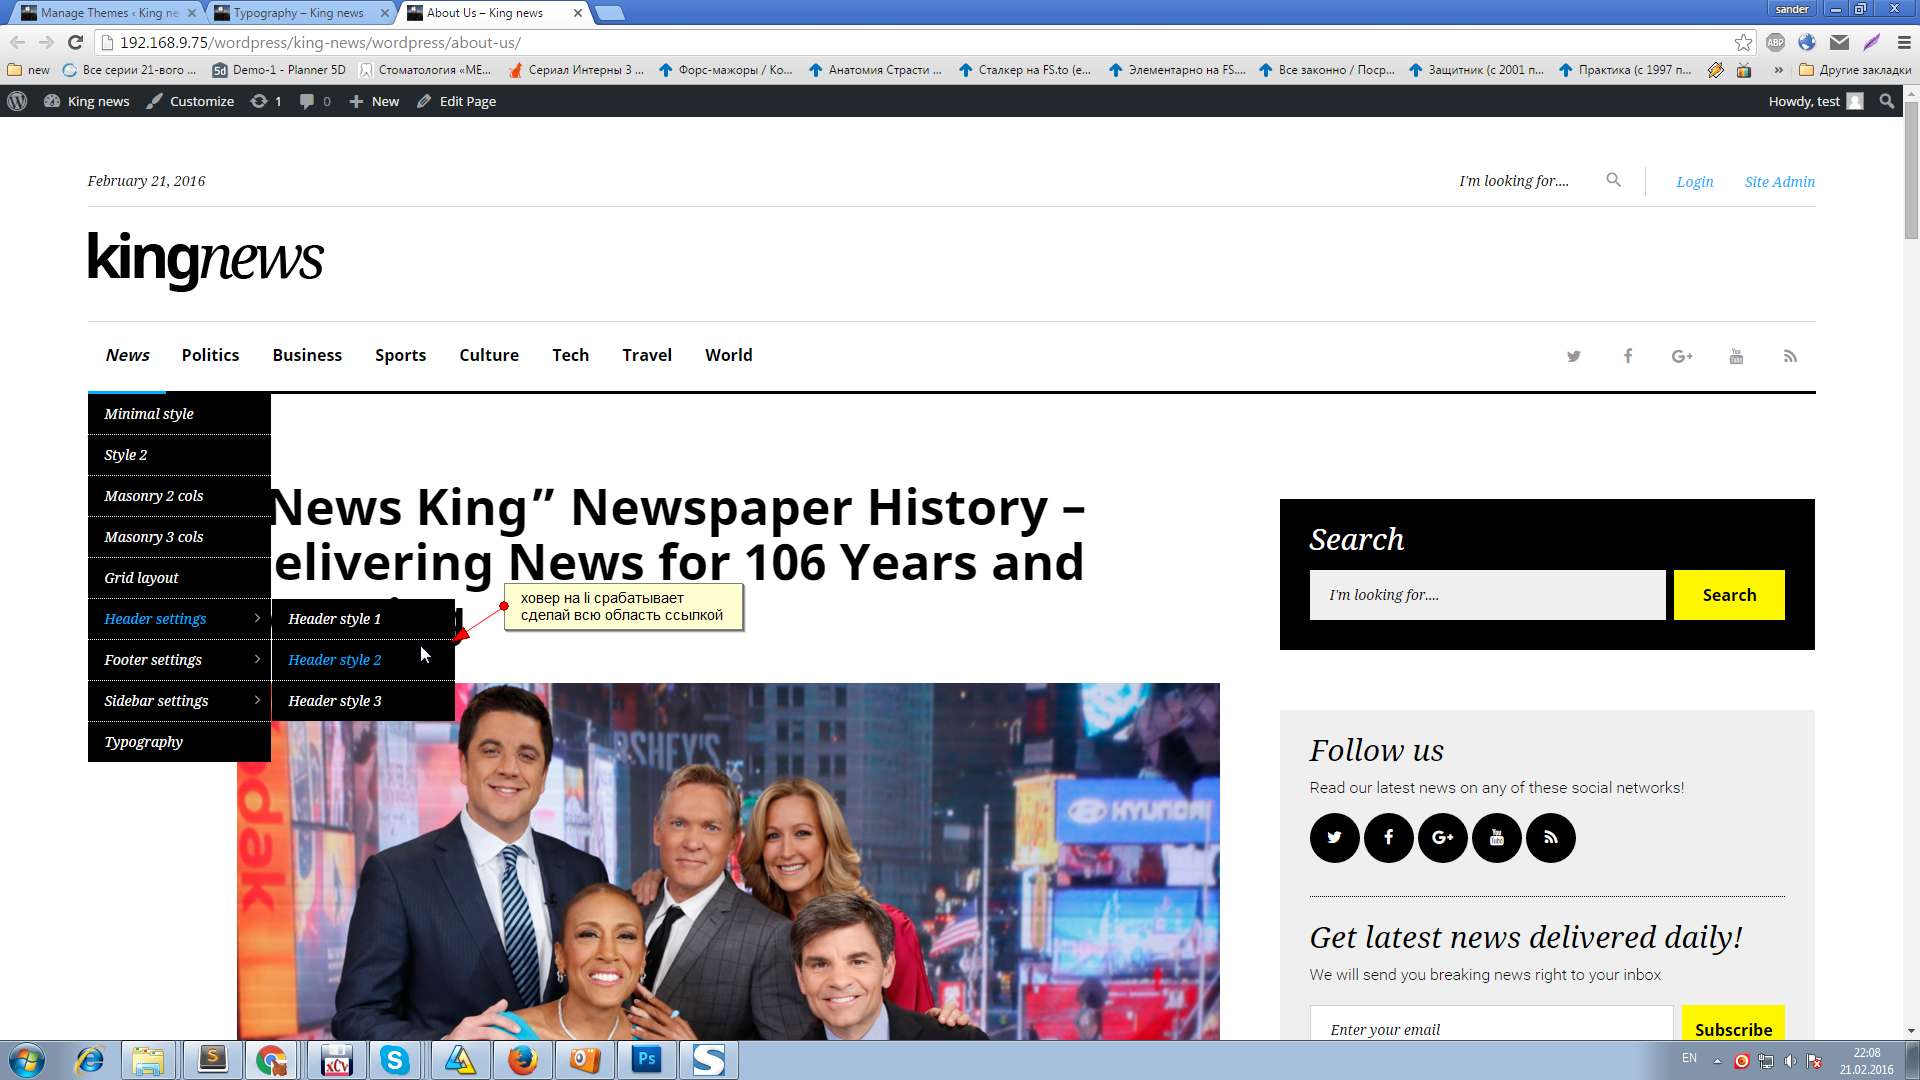 Manage Themes ‹ King ne
Typography – King news
About Us – King news
sander
192.168.9.75/wordpress/king-news/wordpress/about-us/
ABP
new
Все серии 21-вого ...
5d
Demo-1 - Planner 5D
Стоматология «МЕ...
Сериал Интерны 3 ...
Форс-мажоры / Ко...
Анатомия Страсти ...
Сталкер на FS.to (е...
Элементарно на FS....
Все законно / Поср...
Защитник (с 2001 п...
Практика (с 1997 п...
»
Другие закладки
King news
Customize
1
0
New
Edit Page
Howdy, test
February 21, 2016
I'm looking for....
Login
Site Admin
kingnews
News
Politics
Business
Sports
Culture
Tech
Travel
World
Minimal style
Style 2
Masonry 2 cols
Masonry 3 cols
Grid layout
Header settings
Footer settings
Sidebar settings
Typography
Header style 1
Header style 2
Header style 3
News King” Newspaper History –
elivering News for 106 Years and
ховер на li срабатывает
сделай всю область ссылкой
RSHEY'S
HYUNDAI
odak
Search
I'm looking for....
Search
Follow us
Read our latest news on any of these social networks!
Get latest news delivered daily!
We will send you breaking news right to your inbox
Enter your email
Subscribe
xCv
Ps
EN
22:08
21.02.2016